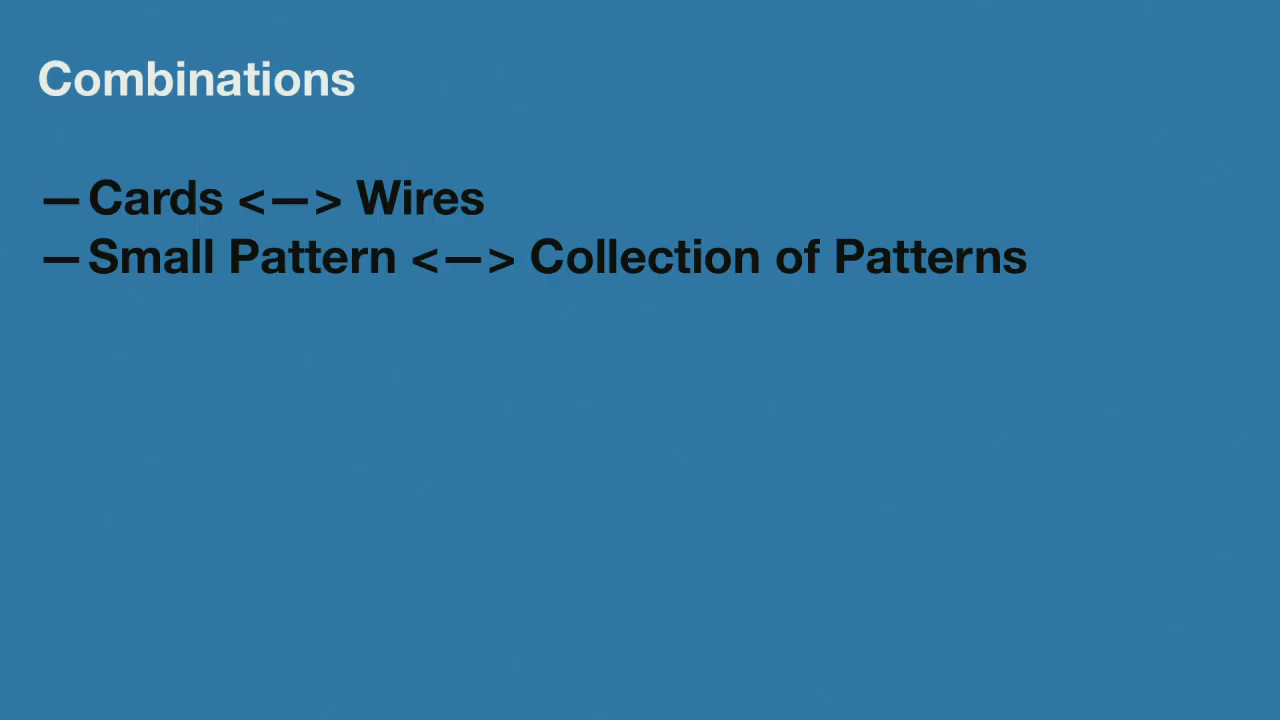 Combinations
—Cards <—> Wires
—Small Pattern <—> Collection of Patterns